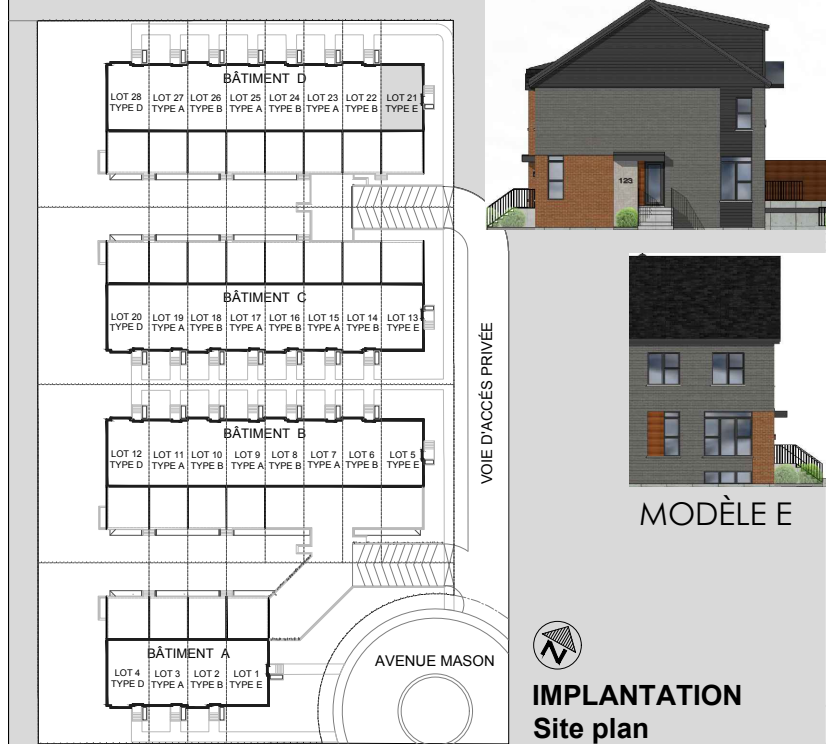 BÂTIMENT D
LOT 28 LOT 27 LOT 26 LOT 25 LOT 24 LOT 23 LOT 22 LOT 21
TYPE D TYPE A TYPE B TYPE A TYPE B TYPE A TYPE B TYPE E
123
BÂTIMENT C
LOT 20 LOT 19 LOT 18 LOT 17 LOT 16 LOT 15 LOT 14 LOT 13
TYPE D TYPE A TYPE B TYPE A TYPE B TYPE A TYPE B TYPE E
VOIE D'ACCÈS PRIVÉE
BÂTIMENT B
LOT 12 LOT 11 LOT 10 LOT 9 LOT 8 LOT 7 LOT 6 LOT 5
TYPE D TYPE A TYPE B TYPE A TYPE B TYPE A TYPE B TYPE E
MODÈLE E
BÂTIMENT A
LOT 4 LOT 3 LOT 2 LOT 1
TYPE D TYPE A TYPE B TYPE E
AVENUE MASON
N
IMPLANTATION
Site plan